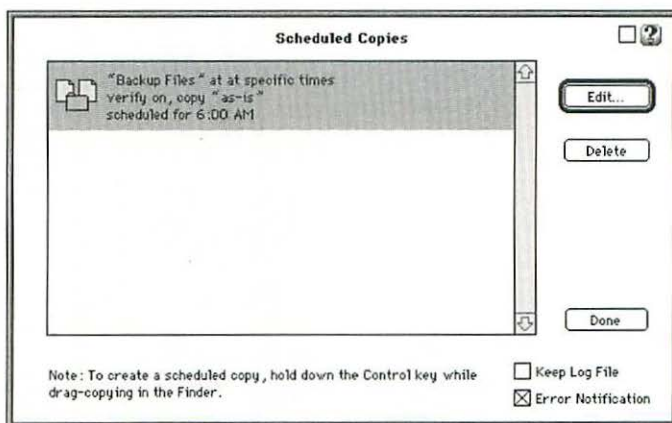 Scheduled Copies
?
"Backup Files" at at specific times
verify on, copy "as-is"
scheduled for 6:00 AM
Edit...
Delete
Done
Note: To create a scheduled copy, hold down the Control key while
drag-copying in the Finder.
Keep Log File
Error Notification